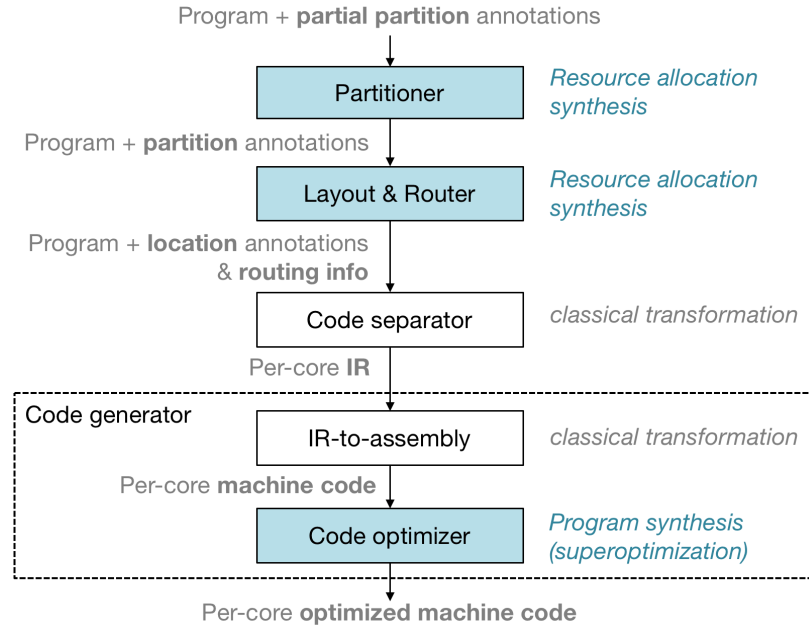 Program + partial partition annotations
Partitioner
Resource allocation
synthesis
Program + partition annotations
Layout & Router
Resource allocation
synthesis
Program + location annotations
& routing info
Code separator
classical transformation
Per-core IR
Code generator
IR-to-assembly
classical transformation
Per-core machine code
Code optimizer
Program synthesis
(superoptimization)
Per-core optimized machine code